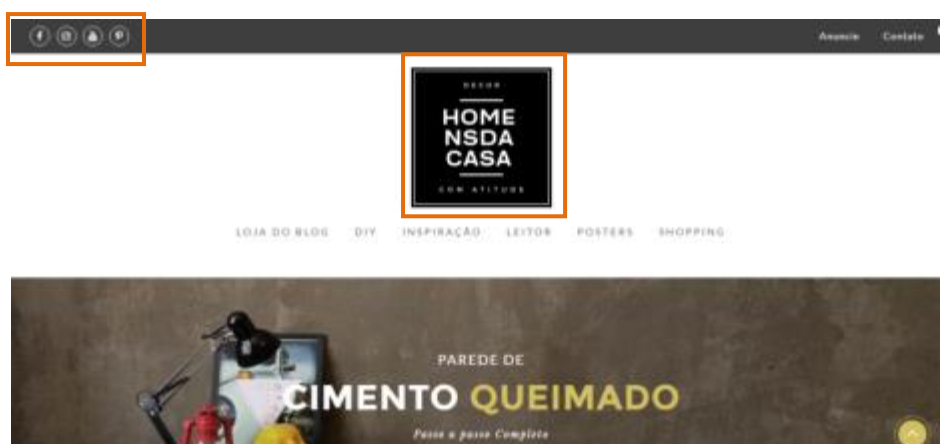 Anuncie Contato
DECOR
HOME
NSDA
CASA
COM ATITUDE
LOJA DO BLOG DIY INSPIRAÇÃO LEITOR POSTERS SHOPPING
PAREDE DE
CIMENTO QUEIMADO
Passo a passo Completo